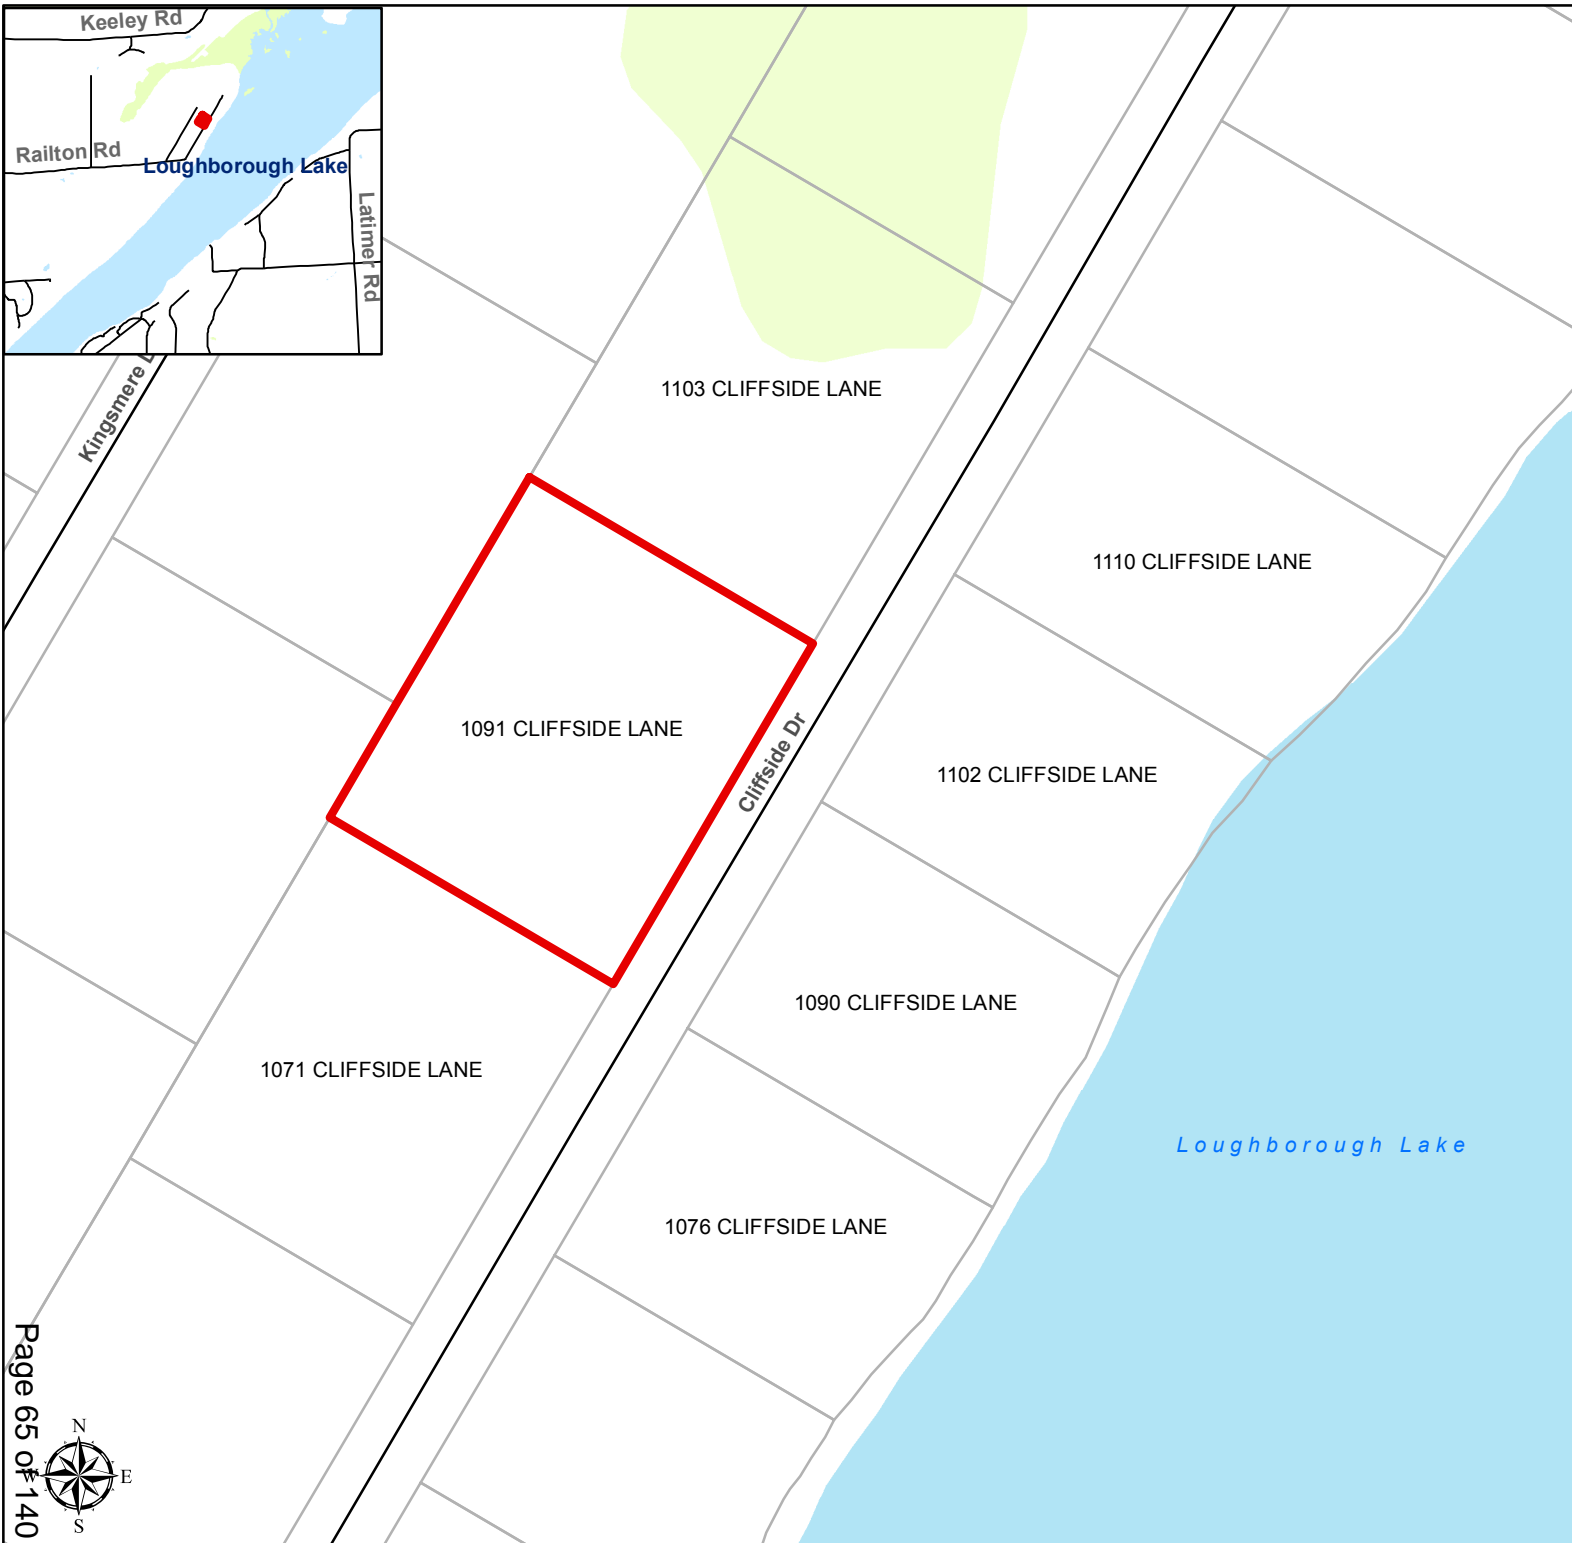 Keeley Rd
Railton Rd
Loughborough Lake
Latimer Rd
Kingsmere
1103 CLIFFSIDE LANE
1110 CLIFFSIDE LANE
1091 CLIFFSIDE LANE
Cliffside Dr
1102 CLIFFSIDE LANE
1090 CLIFFSIDE LANE
1071 CLIFFSIDE LANE
Loughborough Lake
1076 CLIFFSIDE LANE
Page 65 of 140
N
W
E
S